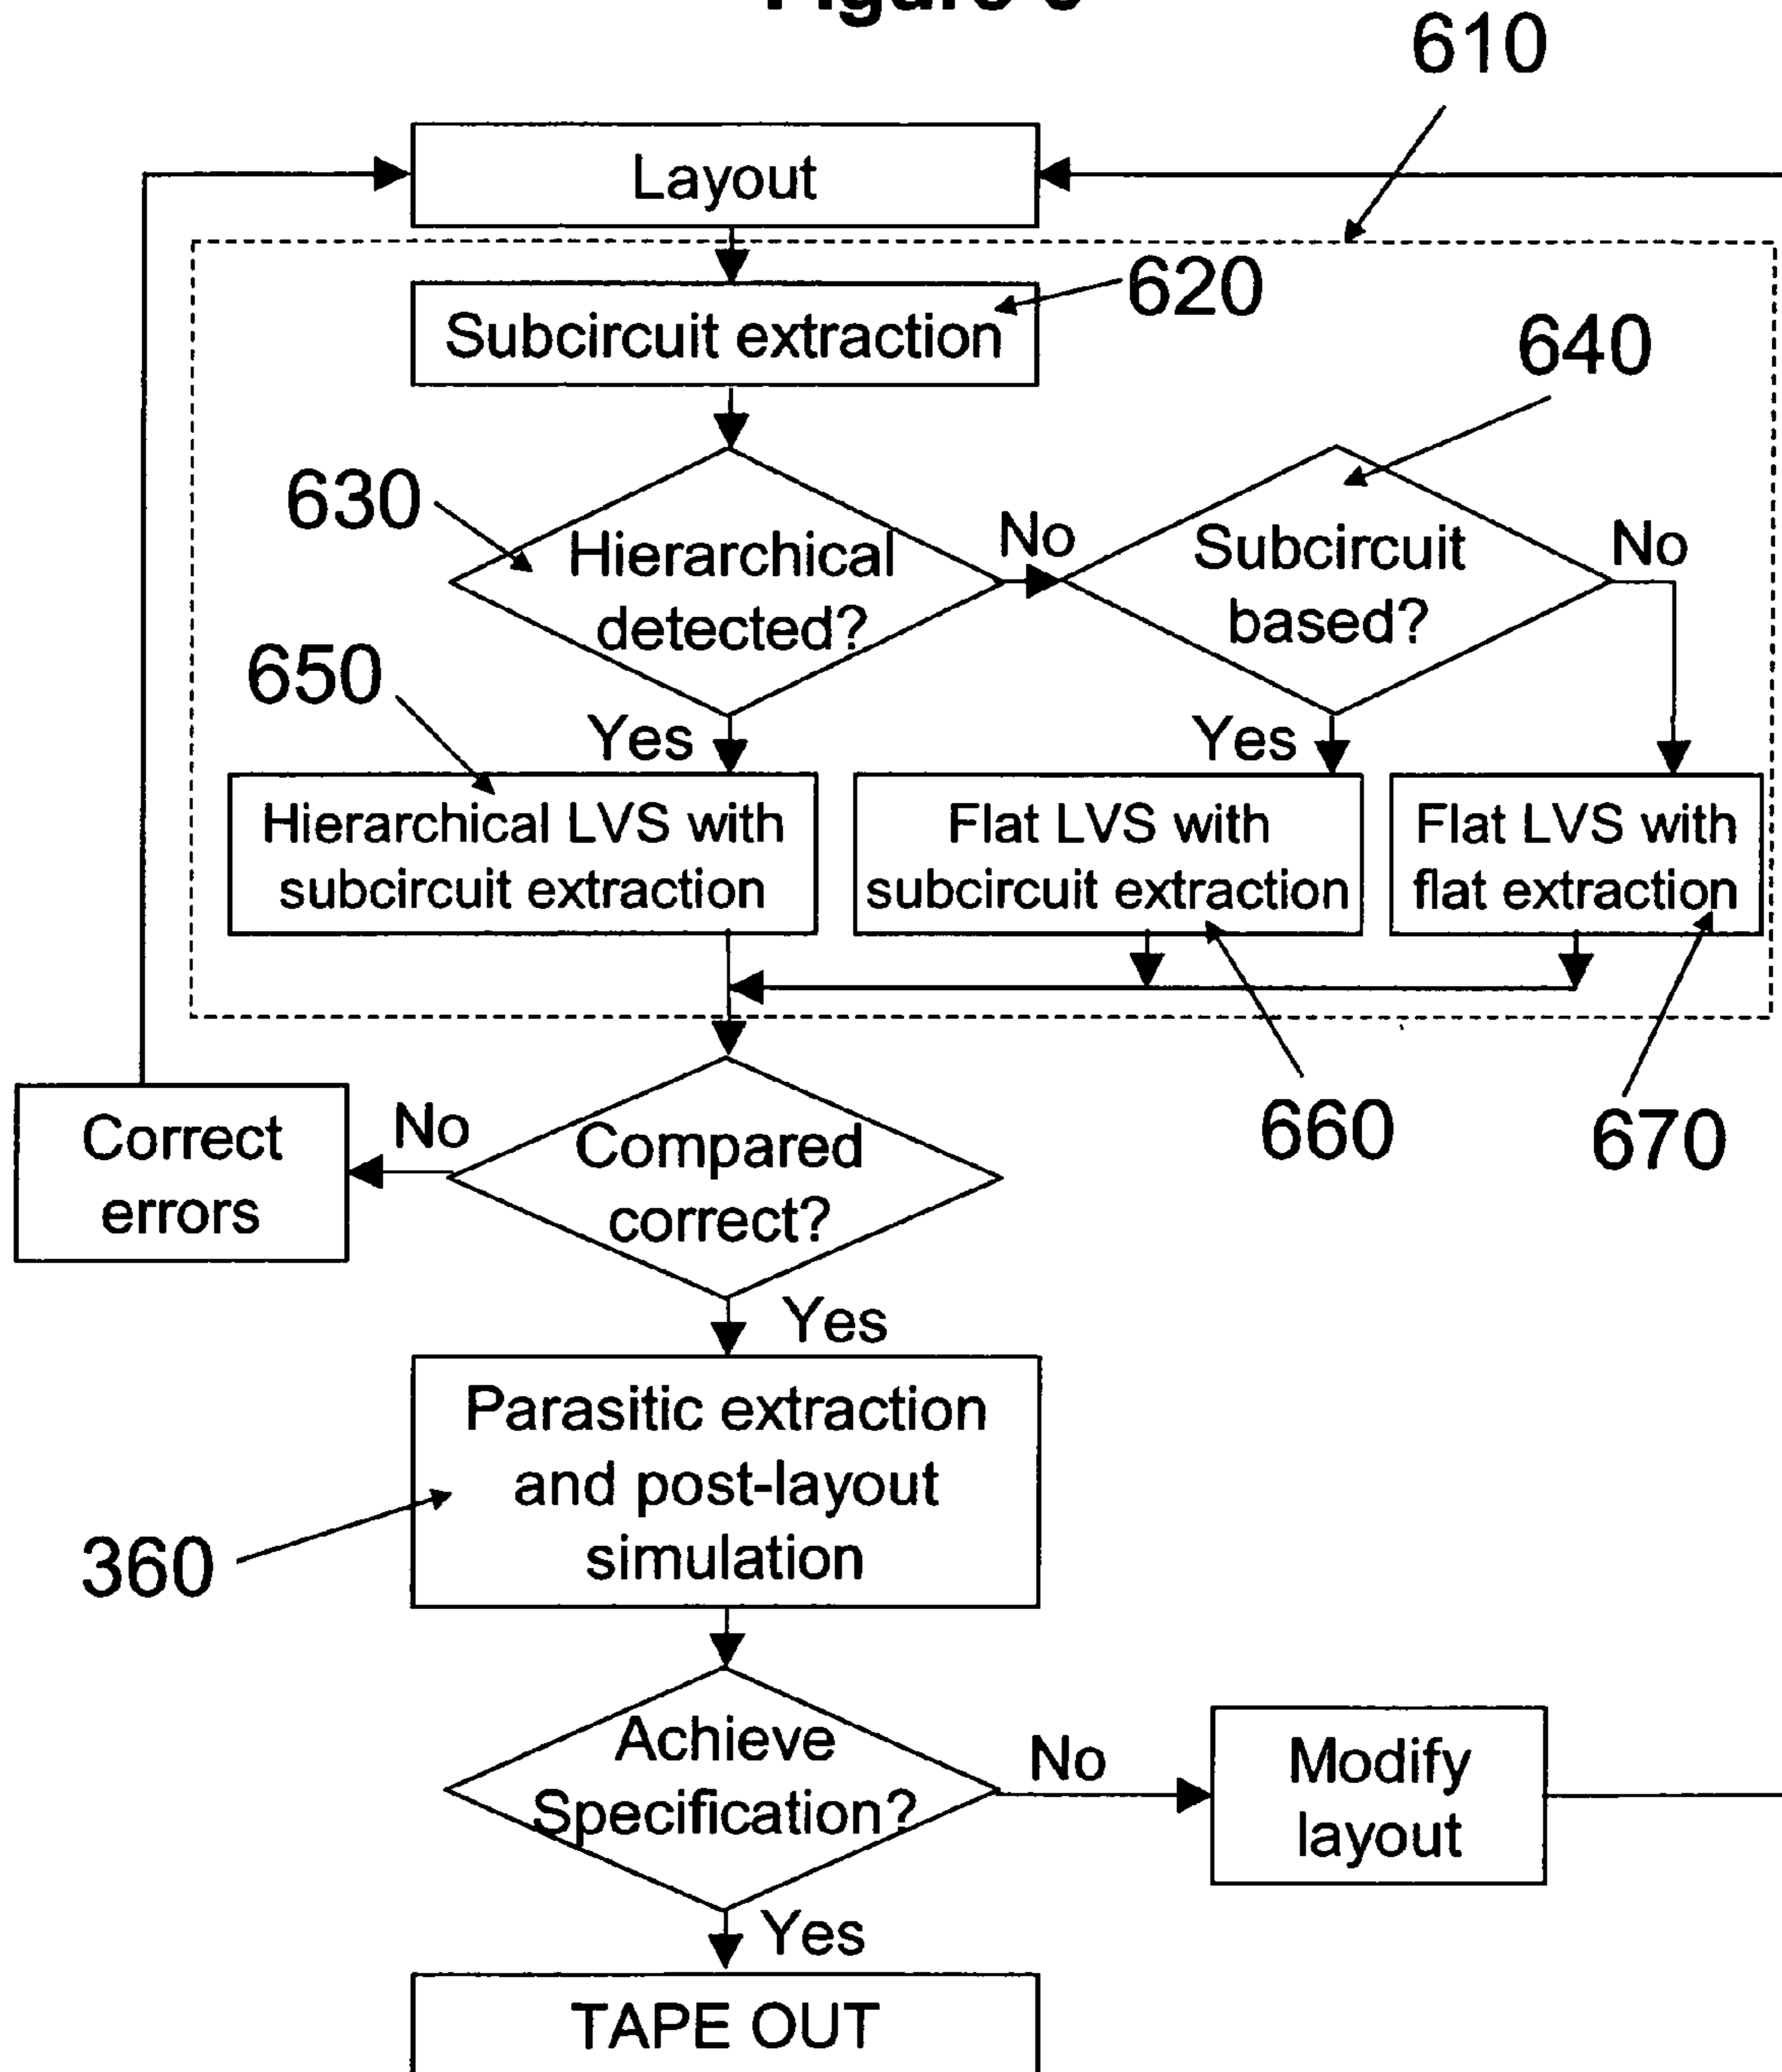 610
Layout
Subcircuit extraction
620
640
630
Hierarchical
detected?
No
Subcircuit
based?
No
650
Yes
Yes
Hierarchical LVS with
subcircuit extraction
Flat LVS with
subcircuit extraction
Flat LVS with
flat extraction
660
670
Correct
errors
No
Compared
correct?
Yes
Parasitic extraction
and post-layout
simulation
360
Achieve
Specification?
No
Modify
layout
Yes
TAPE OUT